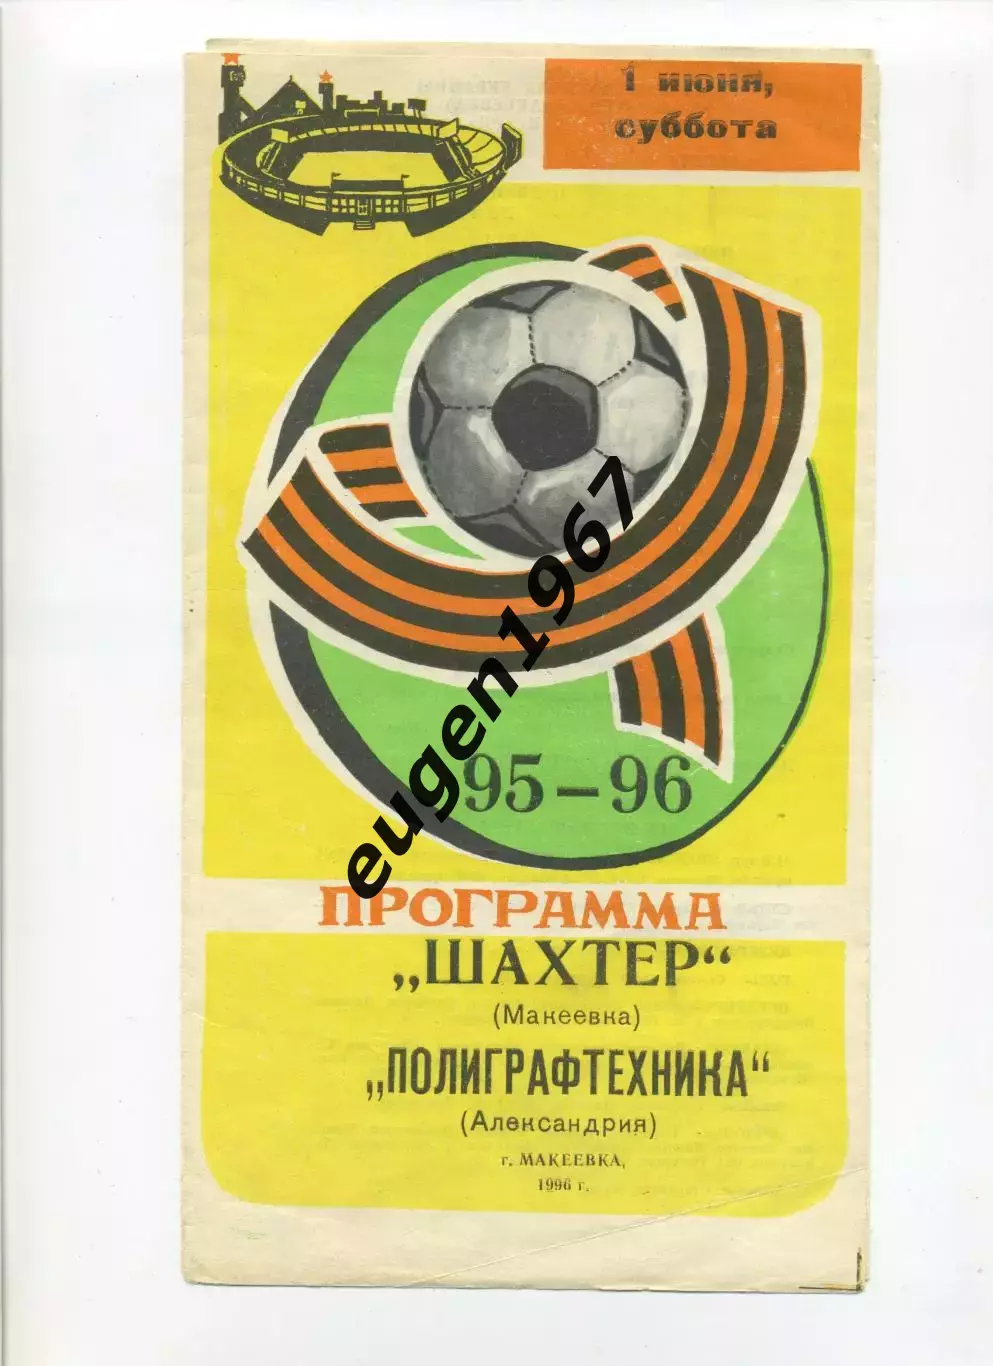 1 июня,
суббота
95-96
ПРОГРАММА
„ШАХТЕР“
(Макеевка)
„ПОЛИГРАФТЕХНИКА“
(Александрия)
г. МАКЕЕВКА,
1996 г.
eugen1967